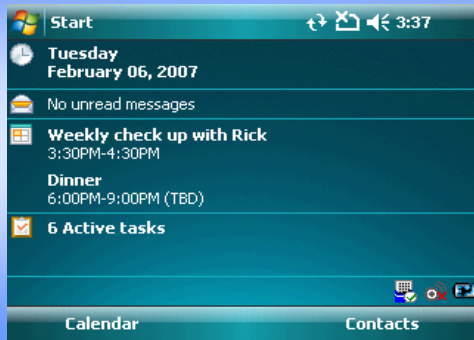 Start 3:37
Tuesday
February 06, 2007
No unread messages
Weekly check up with Rick
3:30PM-4:30PM
Dinner
6:00PM-9:00PM (TBD)
6 Active tasks
Calendar Contacts